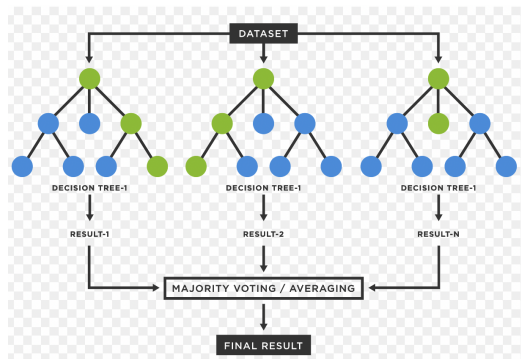 DATASET
DECISION TREE-1
DECISION TREE-1
DECISION TREE-1
RESULT-1
RESULT-2
RESULT-N
MAJORITY VOTING / AVERAGING
FINAL RESULT